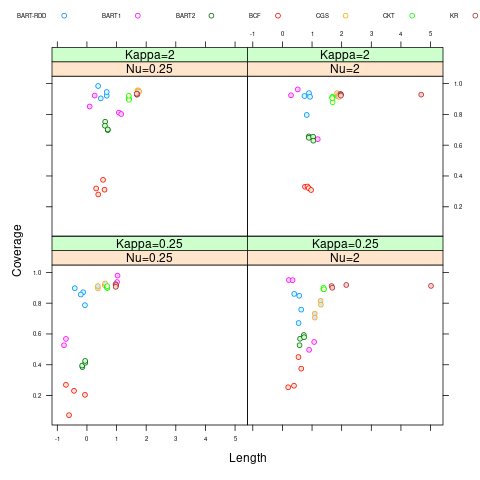 BART-RDD BART1 BART2 BCF CGS CKT KR
0 1 2 3 4 5
Kappa=2 Kappa=2
Nu=0.25 Nu=2
1.0
0.8
0.6
0.4
0.2
Kappa=0.25 Kappa=0.25
Nu=0.25 Nu=2
1.0
0.8
0.6
0.4
0.2
Coverage
-1 0 1 2 3 4 5
Length